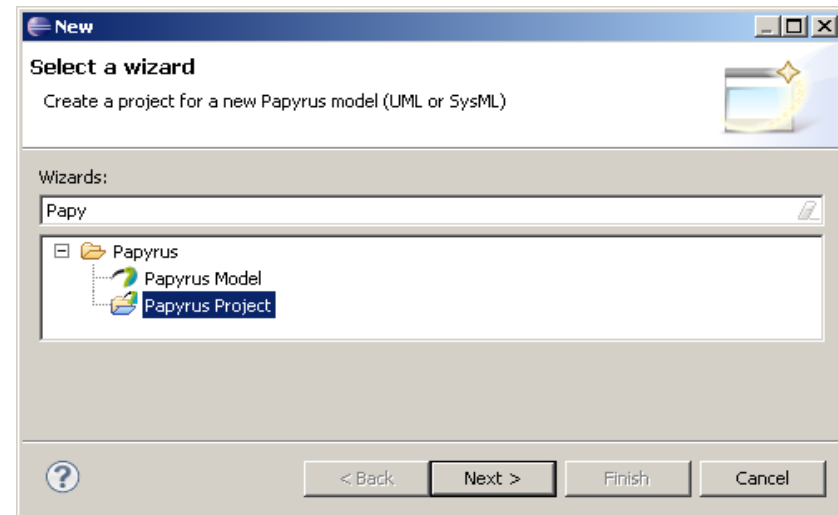 New
Select a wizard
Create a project for a new Papyrus model (UML or SysML)
Wizards:
Papy
Papyrus
Papyrus Model
Papyrus Project
? < Back Next > Finish Cancel